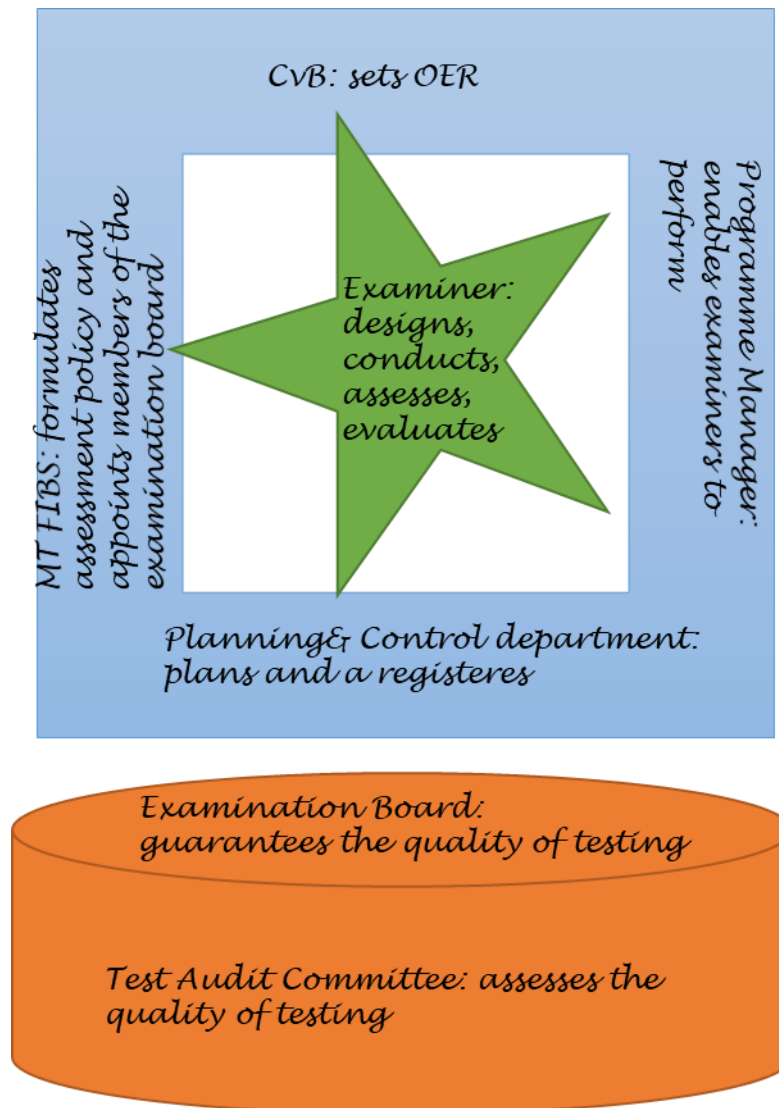 CvB: sets OER
MT FIBS: formulates
assessment policy and
appoints members of the
examination board
Examiner:
designs,
conducts,
assesses,
evaluates
Programme Manager:
enables examiners to
perform
Planning& Control department:
plans and a registeres
Examination Board:
guarantees the quality of testing
Test Audit Committee: assesses the
quality of testing